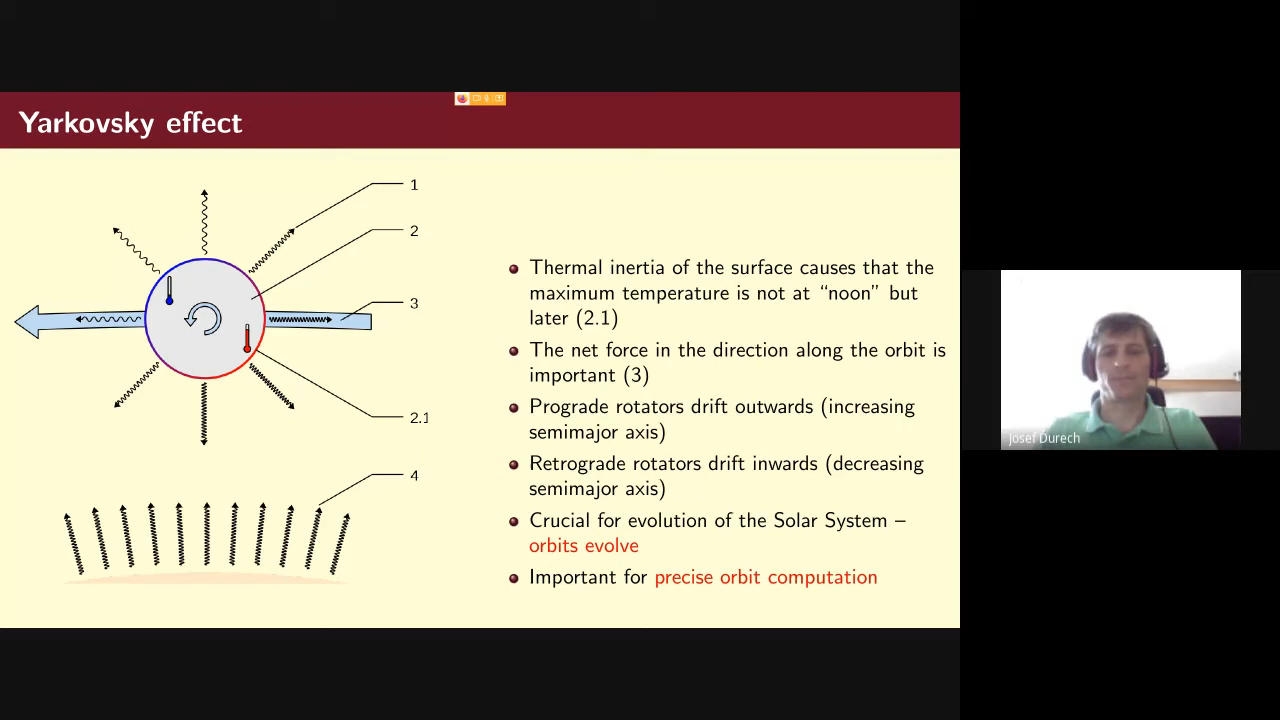 Yarkovsky effect
1
2
3
2.1
4
Thermal inertia of the surface causes that the
maximum temperature is not at “noon” but
later (2.1)
The net force in the direction along the orbit is
important (3)
Prograde rotators drift outwards (increasing
semimajor axis)
Retrograde rotators drift inwards (decreasing
semimajor axis)
Crucial for evolution of the Solar System –
orbits evolve
Important for precise orbit computation
Josef Durech